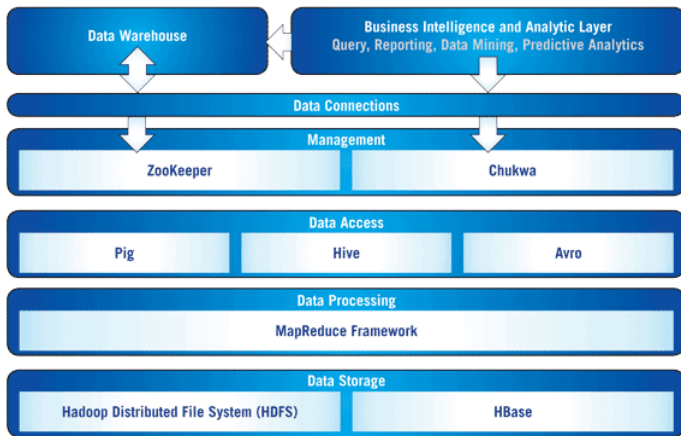 Data Warehouse
Business Intelligence and Analytic Layer
Query, Reporting, Data Mining, Predictive Analytics
Data Connections
Management
ZooKeeper
Chukwa
Data Access
Pig
Hive
Avro
Data Processing
MapReduce Framework
Data Storage
Hadoop Distributed File System (HDFS)
HBase